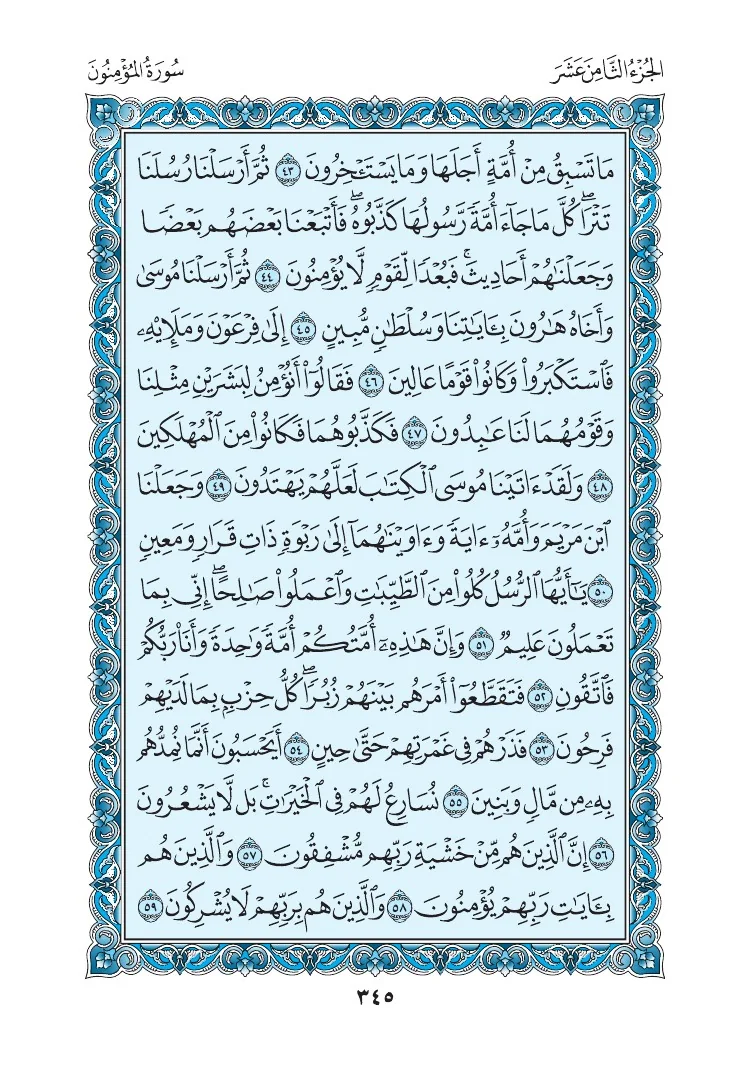 الجُزْءُ الثَّامِنَ عَشَرَ
سُورَةُ المُؤْمِنُونَ
مَا تَسْبِقُ مِنْ أُمَّةٍ أَجَلَهَا وَمَا يَسْتَـْٔخِرُونَ ٤٣ ثُمَّ أَرْسَلْنَا رُسُلَنَا
تَتْرَاۖ كُلَّ مَا جَآءَ أُمَّةً رَّسُولُهَا كَذَّبُوهُۖ فَأَتْبَعْنَا بَعْضَهُم بَعْضًا
وَجَعَلْنَٰهُمْ أَحَادِيثَۚ فَبُعْدًا لِّقَوْمٍ لَّا يُؤْمِنُونَ ٤٤ ثُمَّ أَرْسَلْنَا مُوسَىٰ
وَأَخَاهُ هَٰرُونَ بِـَٔايَٰتِنَا وَسُلْطَٰنٍ مُّبِينٍ ٤٥ إِلَىٰ فِرْعَوْنَ وَمَلَإِي۟هِۦ
فَٱسْتَكْبَرُوا۟ وَكَانُوا۟ قَوْمًا عَالِينَ ٤٦ فَقَالُوٓا۟ أَنُؤْمِنُ لِبَشَرَيْنِ مِثْلِنَا
وَقَوْمُهُمَا لَنَا عَٰبِدُونَ ٤٧ فَكَذَّبُوهُمَا فَكَانُوا۟ مِنَ ٱلْمُهْلَكِينَ
٤٨ وَلَقَدْ ءَاتَيْنَا مُوسَى ٱلْكِتَٰبَ لَعَلَّهُمْ يَهْتَدُونَ ٤٩ وَجَعَلْنَا
ٱبْنَ مَرْيَمَ وَأُمَّهُۥٓ ءَايَةً وَءَاوَيْنَٰهُمَآ إِلَىٰ رَبْوَةٍ ذَاتِ قَرَارٍ وَمَعِينٍ
٥٠ يَٰٓأَيُّهَا ٱلرُّسُلُ كُلُوا۟ مِنَ ٱلطَّيِّبَٰتِ وَٱعْمَلُوا۟ صَٰلِحًاۖ إِنِّى بِمَا
تَعْمَلُونَ عَلِيمٌ ٥١ وَإِنَّ هَٰذِهِۦٓ أُمَّتُكُمْ أُمَّةً وَٰحِدَةً وَأَنَا۠ رَبُّكُمْ
فَٱتَّقُونِ ٥٢ فَتَقَطَّعُوٓا۟ أَمْرَهُم بَيْنَهُمْ زُبُرًاۖ كُلُّ حِزْبٍۭ بِمَا لَدَيْهِمْ
فَرِحُونَ ٥٣ فَذَرْهُمْ فِى غَمْرَتِهِمْ حَتَّىٰ حِينٍ ٥٤ أَيَحْسَبُونَ أَنَّمَا نُمِدُّهُم
بِهِۦ مِن مَّالٍ وَبَنِينَ ٥٥ نُسَارِعُ لَهُمْ فِى ٱلْخَيْرَٰتِۚ بَل لَّا يَشْعُرُونَ
٥٦ إِنَّ ٱلَّذِينَ هُم مِّنْ خَشْيَةِ رَبِّهِم مُّشْفِقُونَ ٥٧ وَٱلَّذِينَ هُم
بِـَٔايَٰتِ رَبِّهِمْ يُؤْمِنُونَ ٥٨ وَٱلَّذِينَ هُم بِرَبِّهِمْ لَا يُشْرِكُونَ ٥٩
٣٤٥